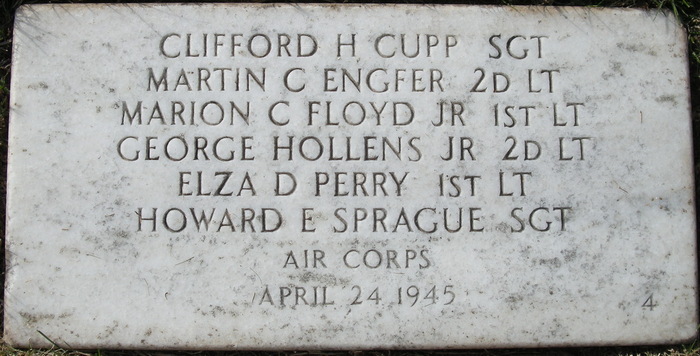 CLIFFORD H CUPP SGT
MARTIN C ENGFER 2D LT
MARION C FLOYD JR 1ST LT
GEORGE HOLLENS JR 2D LT
ELZA D PERRY 1ST LT
HOWARD E SPRAGUE SGT
AIR CORPS
APRIL 24 1945
4